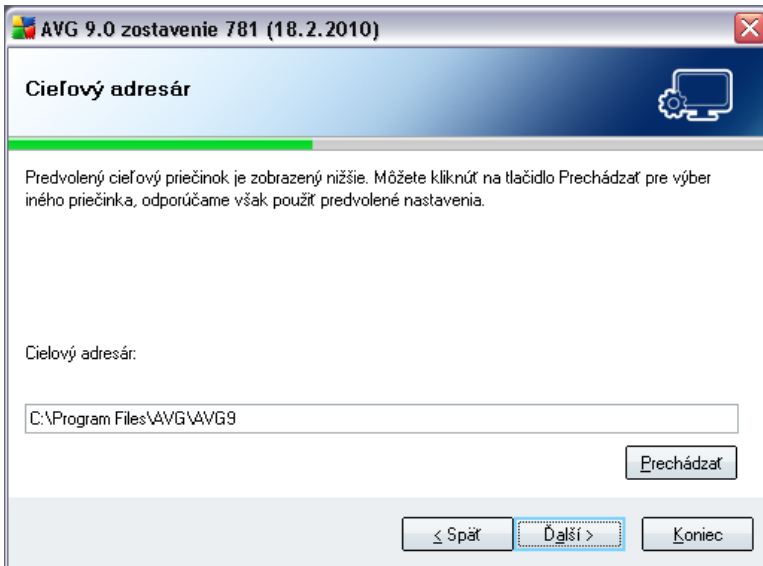 AVG 9.0 zostavenie 781 (18.2.2010)
Cieľový adresár
Predvolený cieľový priečinok je zobrazený nižšie. Môžete kliknúť na tlačidlo Prechádzať pre výber
iného priečinka, odporúčame však použiť predvolené nastavenia.
Cielový adresár:
C:\Program Files\AVG\AVG9
Prechádzať
< Späť
Ďalší >
Koniec